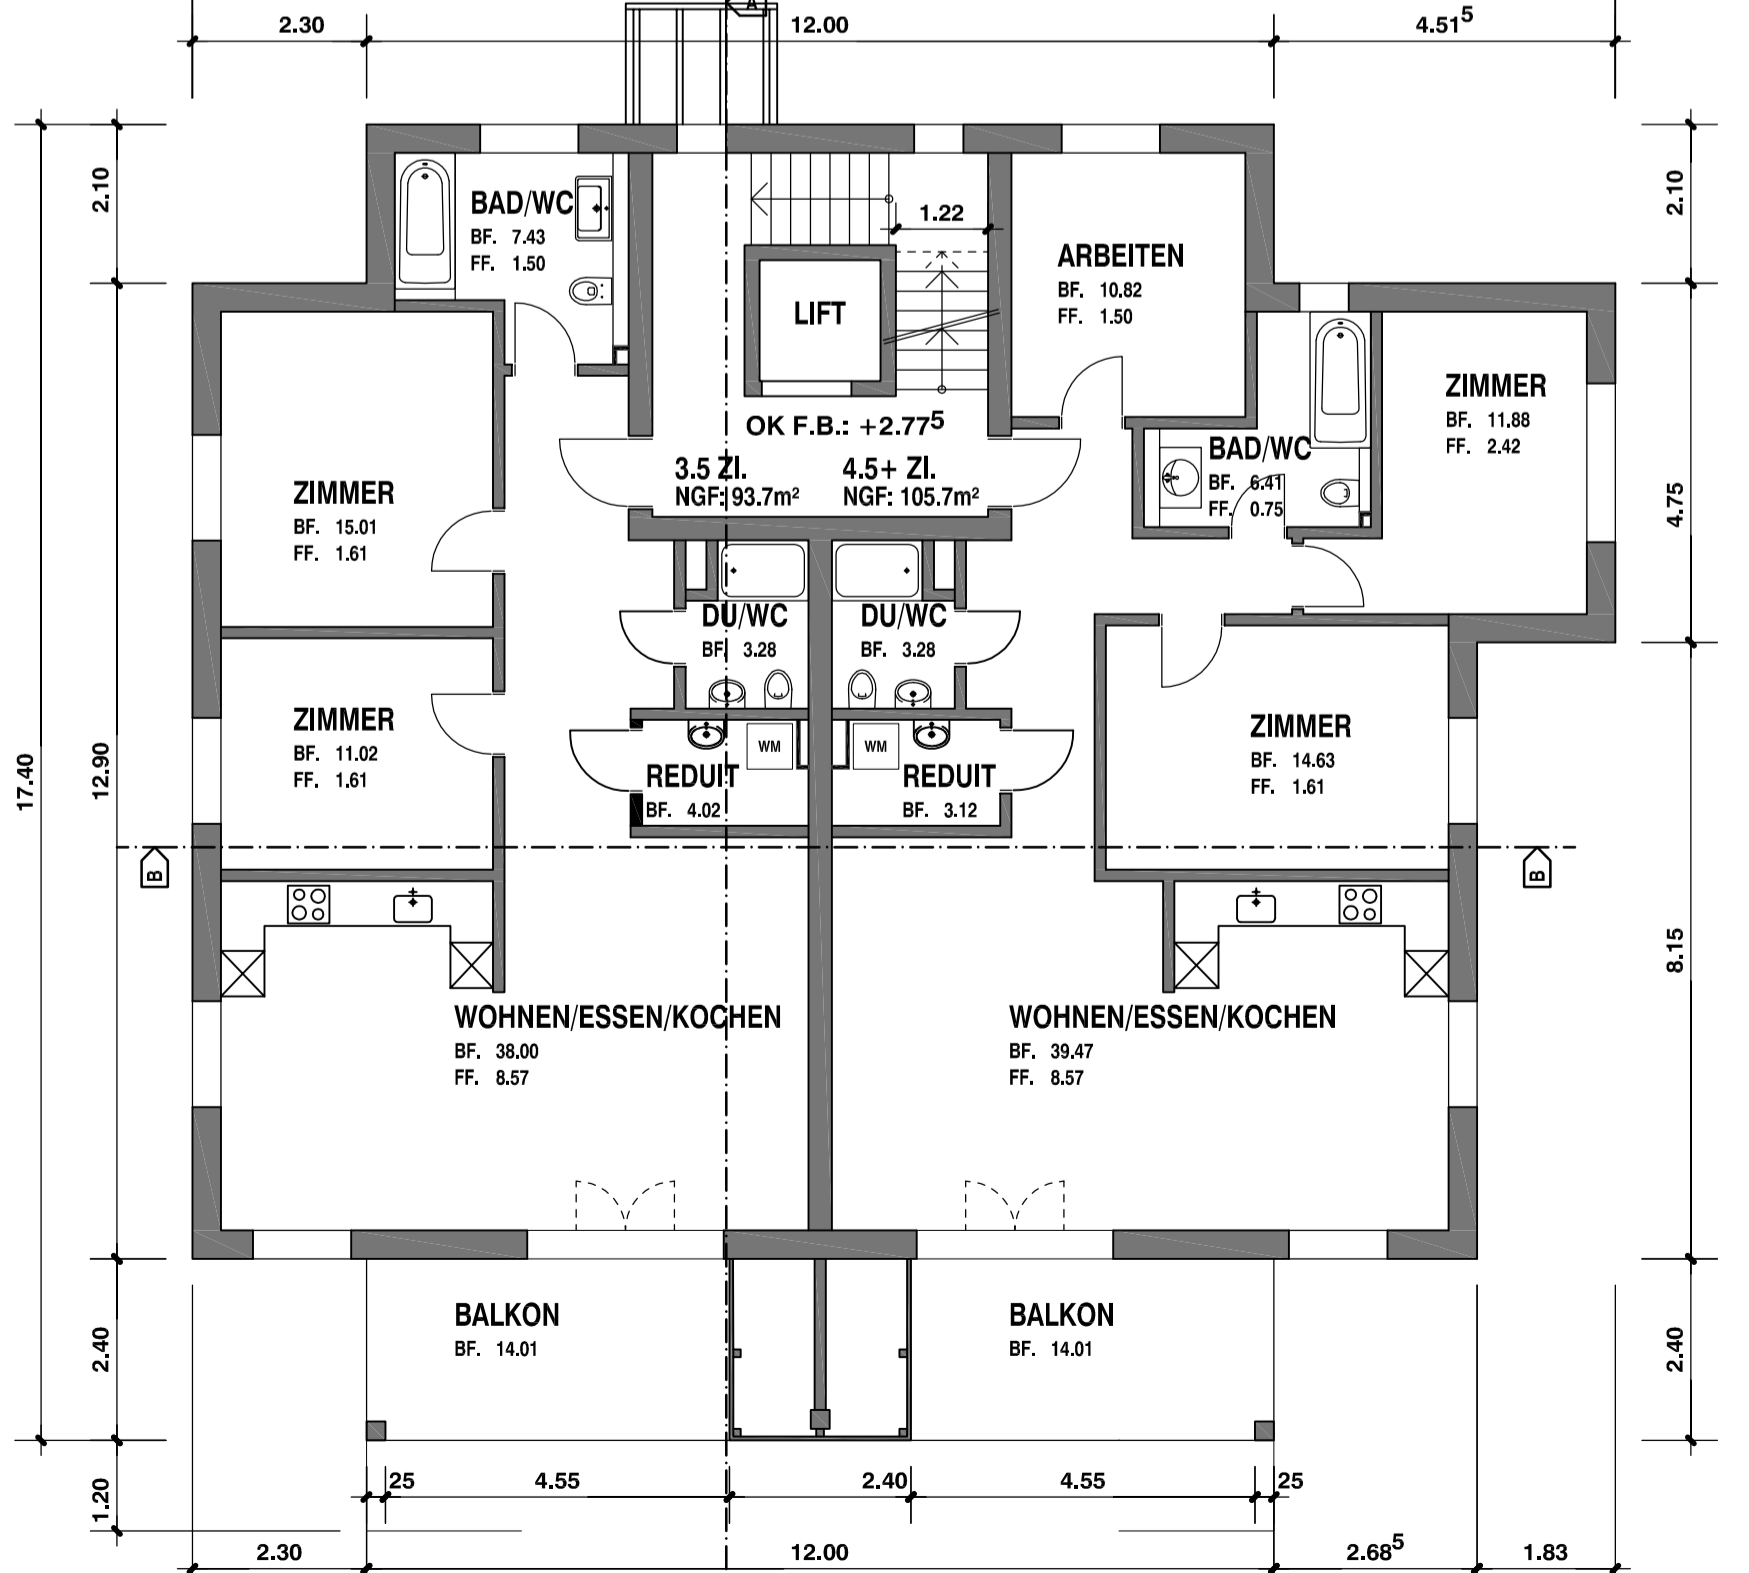 A
2.30
12.00
4.51⁵
2.10
2.10
BAD/WC
BF. 7.43
FF. 1.50
1.22
ARBEITEN
BF. 10.82
FF. 1.50
LIFT
ZIMMER
BF. 11.88
FF. 2.42
OK F.B.: +2.77⁵
3.5 ZI.
NGF: 93.7m²
4.5+ ZI.
NGF: 105.7m²
BAD/WC
BF. 6.41
FF. 0.75
ZIMMER
BF. 15.01
FF. 1.61
4.75
DU/WC
BF. 3.28
DU/WC
BF. 3.28
ZIMMER
BF. 11.02
FF. 1.61
ZIMMER
BF. 14.63
FF. 1.61
WM
WM
REDUIT
BF. 4.02
REDUIT
BF. 3.12
17.40
12.90
B
B
8.15
WOHNEN/ESSEN/KOCHEN
BF. 38.00
FF. 8.57
WOHNEN/ESSEN/KOCHEN
BF. 39.47
FF. 8.57
BALKON
BF. 14.01
BALKON
BF. 14.01
2.40
2.40
1.20
25
4.55
2.40
4.55
25
2.30
12.00
2.68⁵
1.83